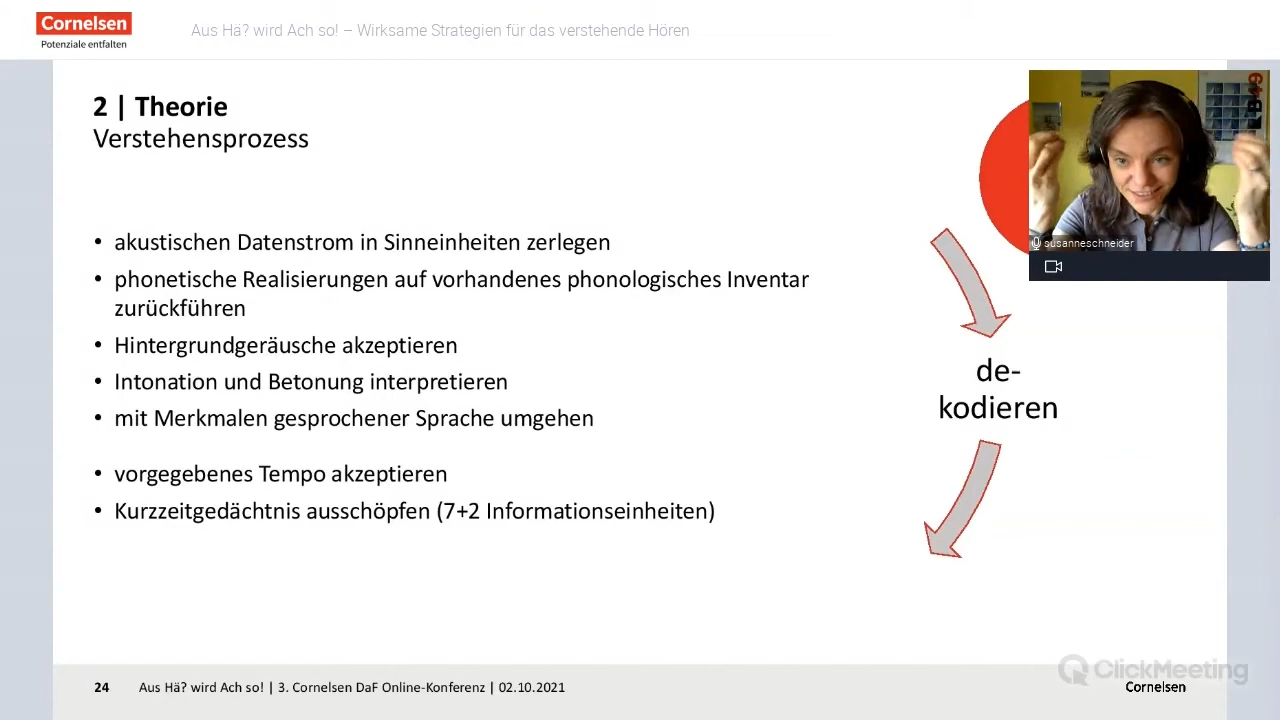 Cornelsen
Potenziale entfalten
Aus Hä? wird Ach so! – Wirksame Strategien für das verstehende Hören
2 | Theorie
Verstehensprozess
• akustischen Datenstrom in Sinneinheiten zerlegen
• phonetische Realisierungen auf vorhandenes phonologisches Inventar
zurückführen
• Hintergrundgeräusche akzeptieren
• Intonation und Betonung interpretieren
• mit Merkmalen gesprochener Sprache umgehen
• vorgegebenes Tempo akzeptieren
• Kurzzeitgedächtnis ausschöpfen (7+2 Informationseinheiten)
susanneschneider
de-
kodieren
ClickMeeting
24 Aus Hä? wird Ach so! | 3. Cornelsen DaF Online-Konferenz | 02.10.2021
Cornelsen